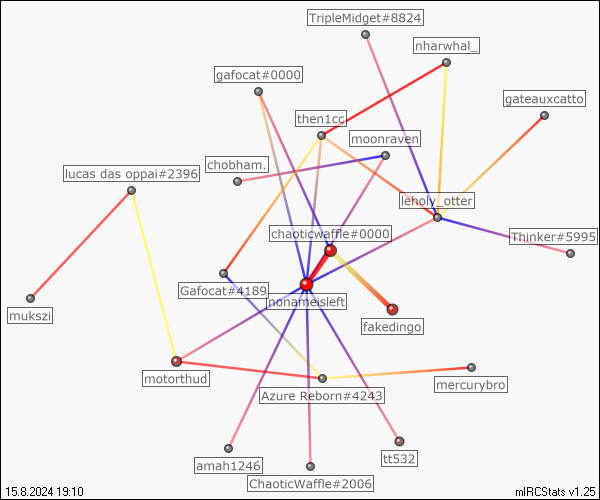 TripleMidget#8824
nharwhal_
gafocat#0000
gateauxcatto
then1cc
moonraven
chobham.
lucas das oppai#2396
leholy_otter
chaoticwaffle#0000
Thinker#5995
Gafocat#4189
nonameisleft
mukszi
fakedingo
motorthud
mercurybro
Azure Reborn#4243
amah1246
tt532
ChaoticWaffle#2006
15.8.2024 19:10
mIRCStats v1.25